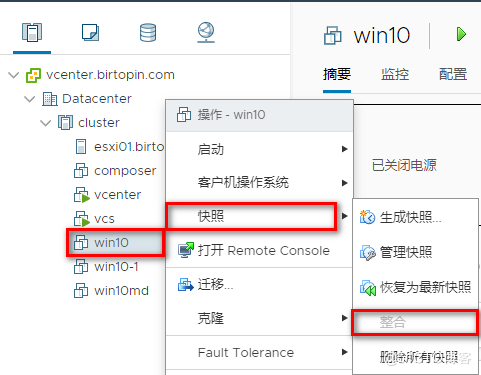 vcenter.birtopin.com
Datacenter
cluster
esxi01.birto
composer
vcenter
vcs
win10
win10-1
win10md
操作 - win10
启动
客户机操作系统
快照
打开 Remote Console
迁移...
克隆
Fault Tolerance
win10
摘要
监控
配置
已关闭电源
生成快照...
管理快照
恢复为最新快照
整合
删除所有快照